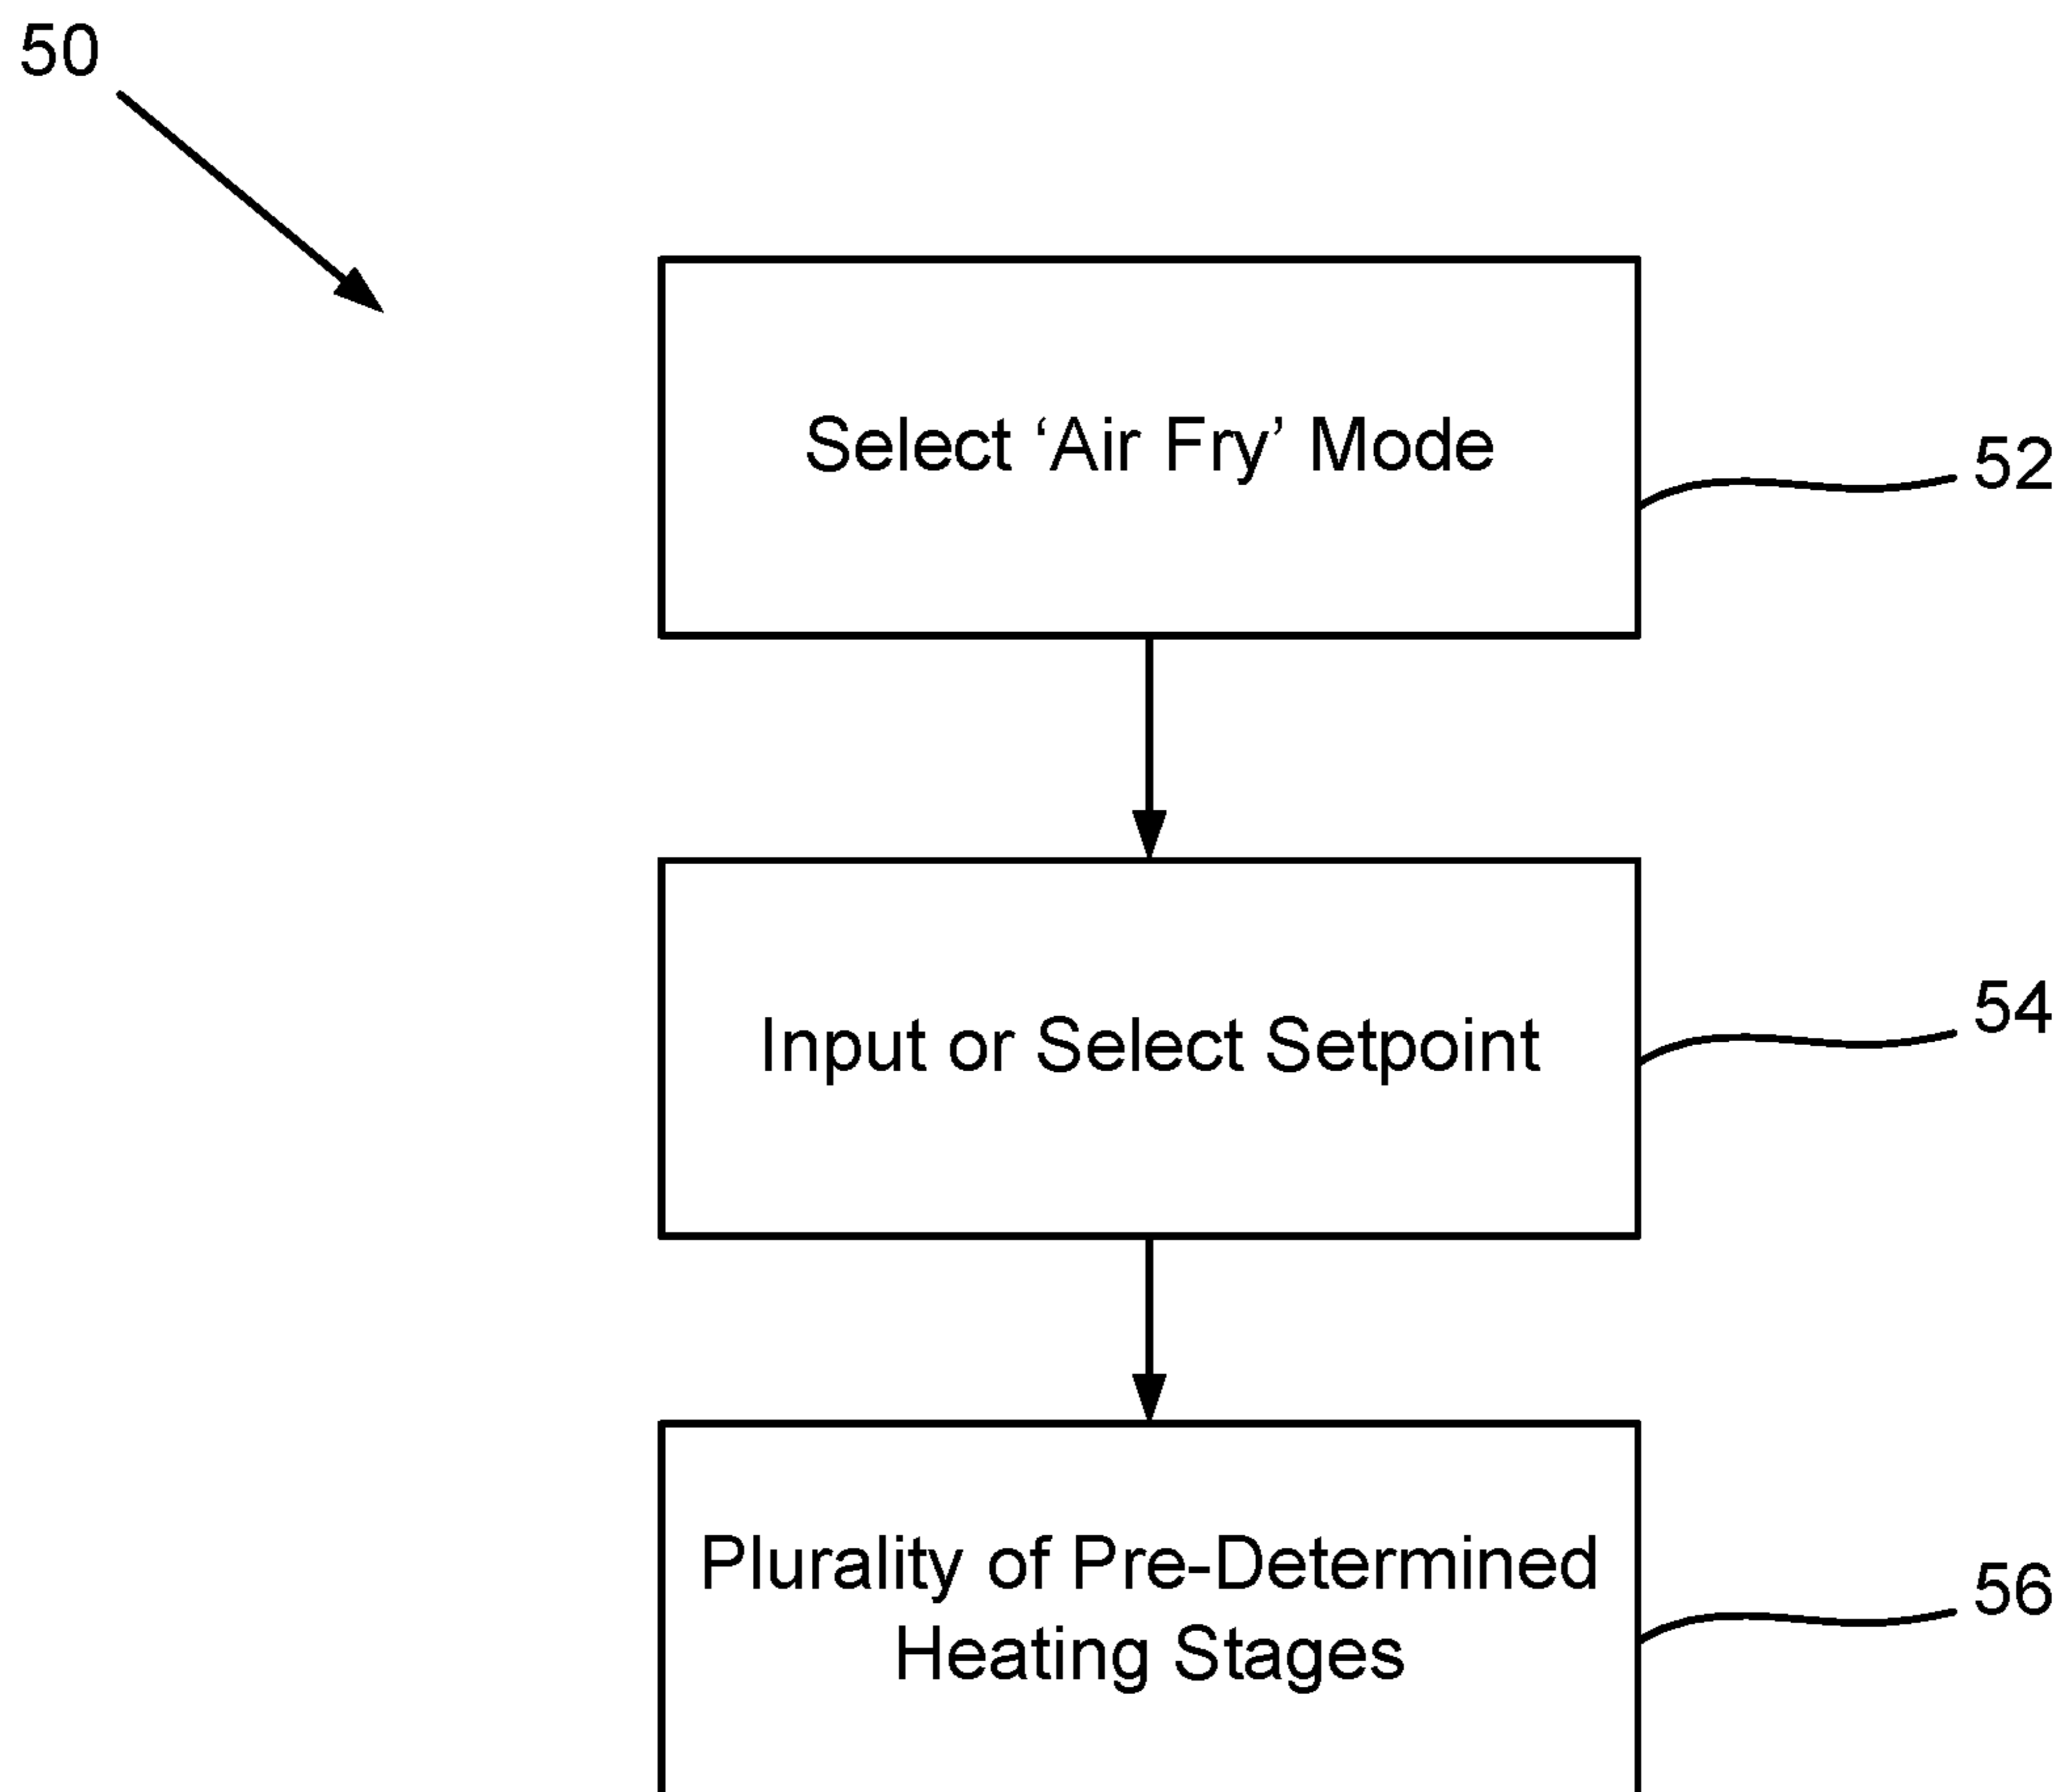 50
Select ‘Air Fry’ Mode
52
Input or Select Setpoint
54
Plurality of Pre-Determined
Heating Stages
56